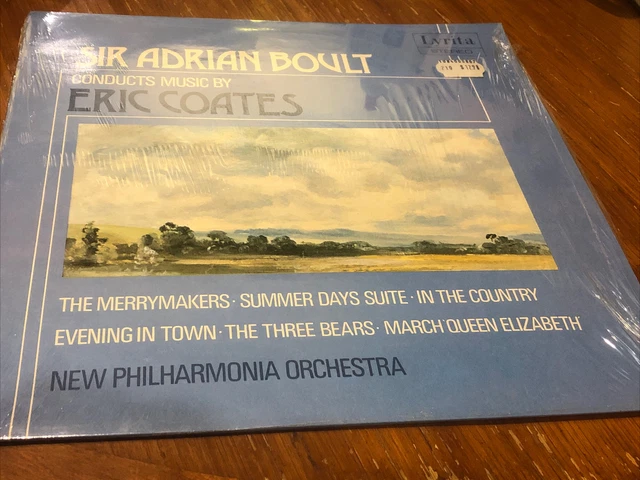 Lyrita
STEREO
SIR ADRIAN BOULT
CONDUCTS MUSIC BY
ERIC COATES
THE MERRYMAKERS · SUMMER DAYS SUITE · IN THE COUNTRY
EVENING IN TOWN · THE THREE BEARS · MARCH 'QUEEN ELIZABETH'
NEW PHILHARMONIA ORCHESTRA